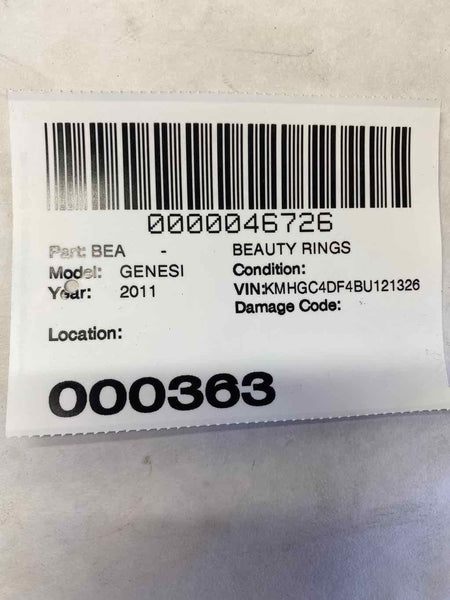 0000046726
Part: BEA - BEAUTY RINGS
Model: GENESI Condition:
Year: 2011 VIN:KMHGC4DF4BU121326
Damage Code:
Location:
000363